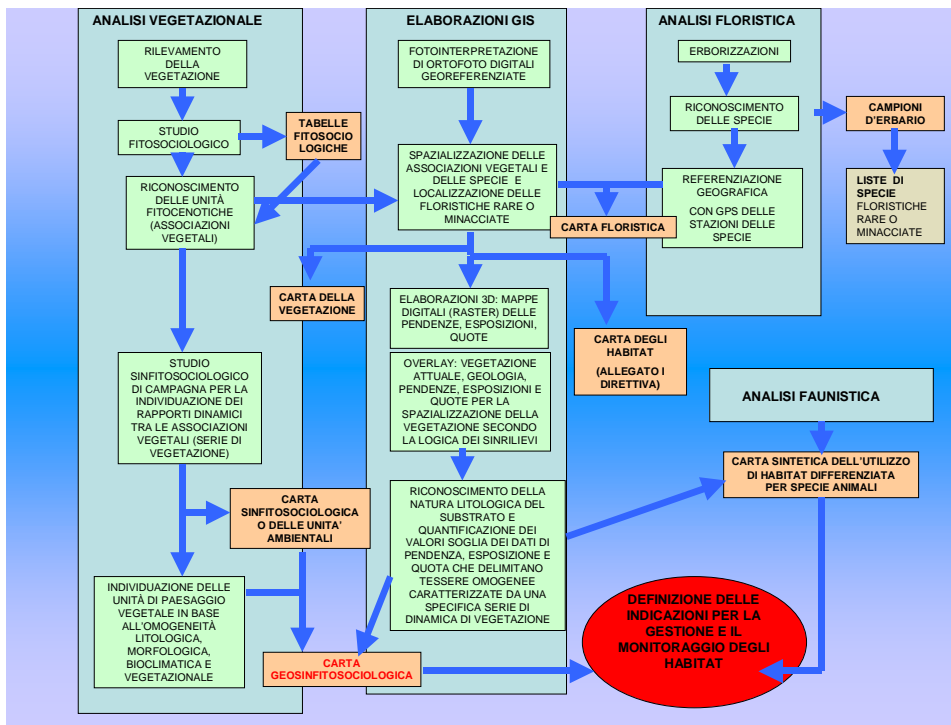 ANALISI VEGETAZIONALE
RILEVAMENTO
DELLA
VEGETAZIONE
STUDIO
FITOSOCIOLOGICO
TABELLE
FITOSOCIO
LOGICHE
RICONOSCIMENTO
DELLE UNITÀ
FITOCENOTICHE
(ASSOCIAZIONI
VEGETALI)
CARTA DELLA
VEGETAZIONE
STUDIO
SINFITOSOCIOLOGICO
DI CAMPAGNA PER LA
INDIVIDUAZIONE DEI
RAPPORTI DINAMICI
TRA LE ASSOCIAZIONI
VEGETALI (SERIE DI
VEGETAZIONE)
CARTA
SINFITOSOCIOLOGICA
O DELLE UNITA'
AMBIENTALI
INDIVIDUAZIONE DELLE
UNITÀ DI PAESAGGIO
VEGETALE IN BASE
ALL'OMOGENEITÀ
LITOLOGICA,
MORFOLOGICA,
BIOCLIMATICA E
VEGETAZIONALE
CARTA
GEOSINFITOSOCIOLOGICA
ELABORAZIONI GIS
FOTOINTERPRETAZIONE
DI ORTOFOTO DIGITALI
GEOREFERENZIATE
SPAZIALIZZAZIONE DELLE
ASSOCIAZIONI VEGETALI E
DELLE SPECIE E
LOCALIZZAZIONE DELLE
FLORISTICHE RARE O
MINACCIATE
ELABORAZIONI 3D: MAPPE
DIGITALI (RASTER) DELLE
PENDENZE, ESPOSIZIONI,
QUOTE
OVERLAY: VEGETAZIONE
ATTUALE, GEOLOGIA,
PENDENZE, ESPOSIZIONI E
QUOTE PER LA
SPAZIALIZZAZIONE DELLA
VEGETAZIONE SECONDO
LA LOGICA DEI SINRILIEVI
RICONOSCIMENTO DELLA
NATURA LITOLOGICA DEL
SUBSTRATO E
QUANTIFICAZIONE DEI
VALORI SOGLIA DEI DATI DI
PENDENZA, ESPOSIZIONE E
QUOTA CHE DELIMITANO
TESSERE OMOGENEE
CARATTERIZZATE DA UNA
SPECIFICA SERIE DI
DINAMICA DI VEGETAZIONE
ANALISI FLORISTICA
ERBORIZZAZIONI
RICONOSCIMENTO
DELLE SPECIE
CAMPIONI
D'ERBARIO
REFERENZIAZIONE
GEOGRAFICA
CON GPS DELLE
STAZIONI DELLE
SPECIE
LISTE DI
SPECIE
FLORISTICHE
RARE O
MINACCIATE
CARTA FLORISTICA
CARTA DEGLI
HABITAT
(ALLEGATO I
DIRETTIVA)
ANALISI FAUNISTICA
CARTA SINTETICA DELL'UTILIZZO
DI HABITAT DIFFERENZIATA
PER SPECIE ANIMALI
DEFINIZIONE DELLE
INDICAZIONI PER LA
GESTIONE E IL
MONITORAGGIO DEGLI
HABITAT